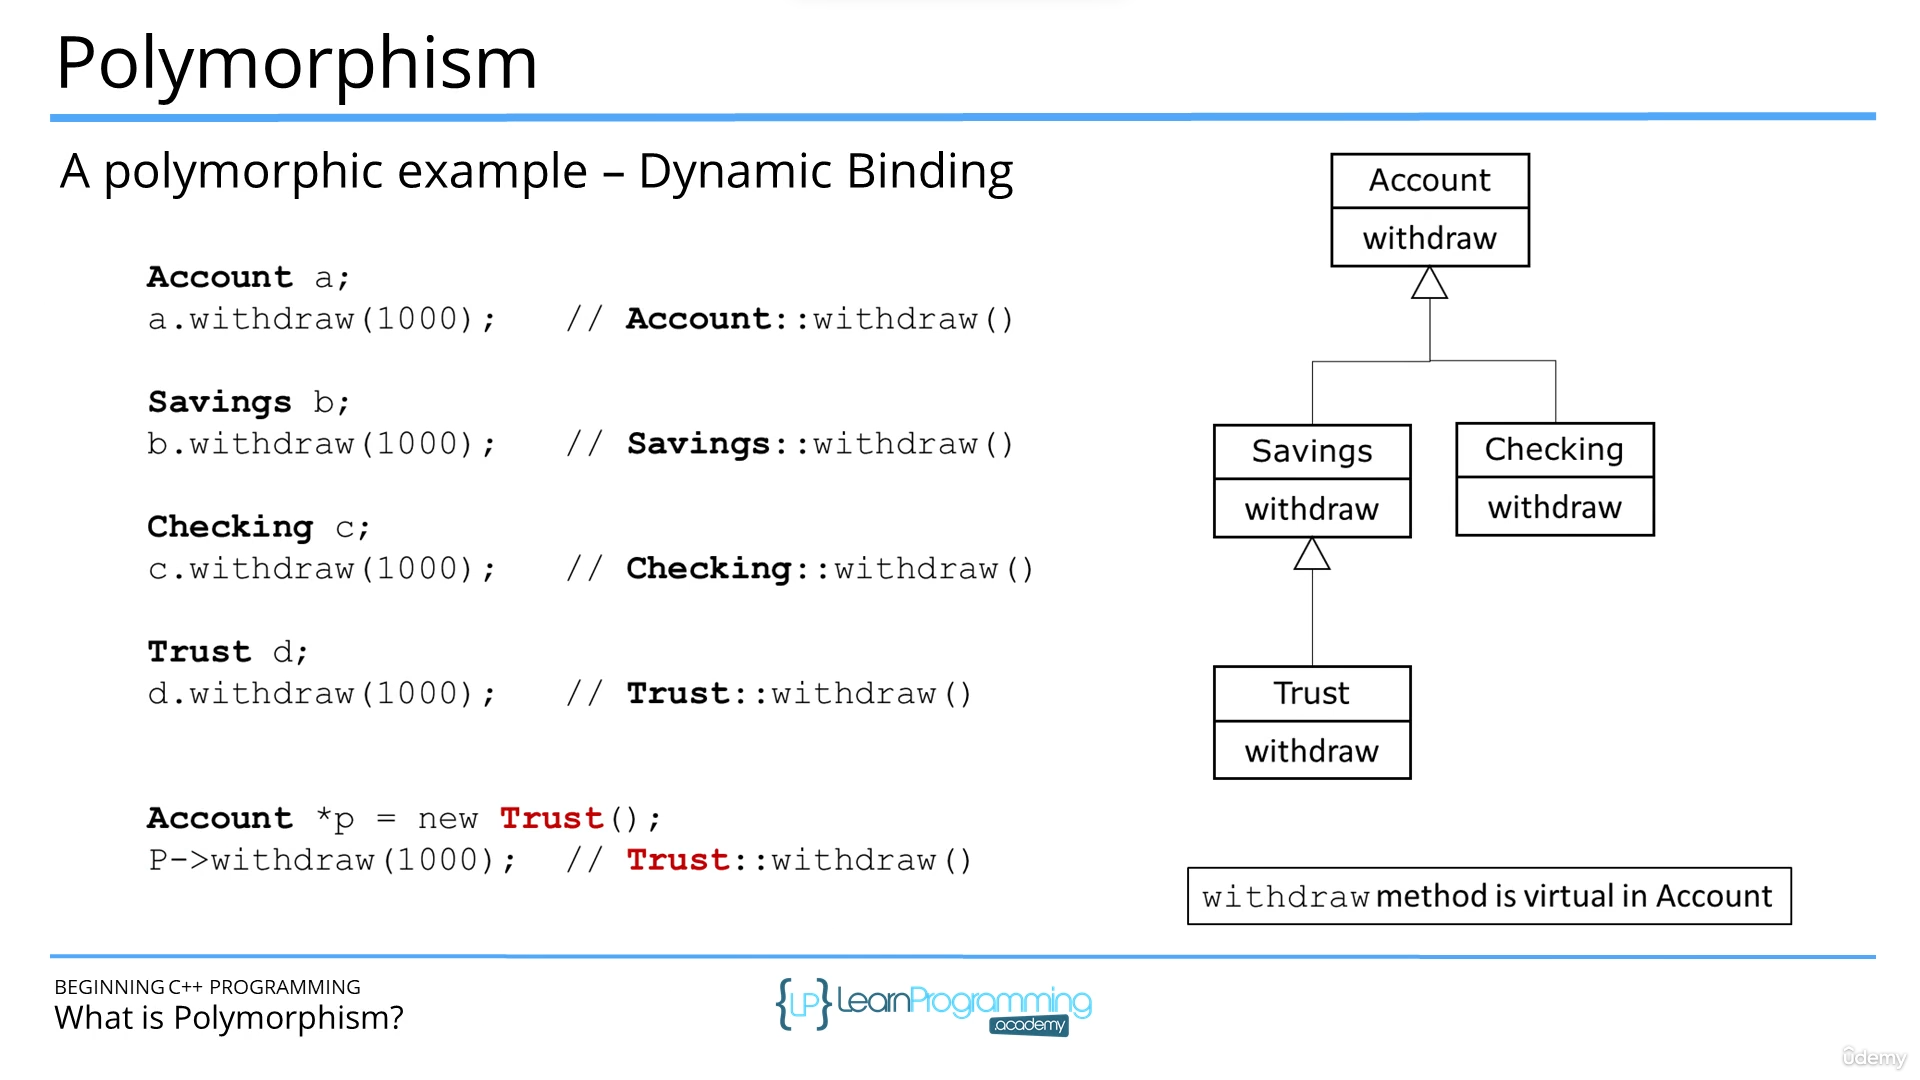 Polymorphism
A polymorphic example – Dynamic Binding
Account a;
a.withdraw(1000);   // Account::withdraw()
Savings b;
b.withdraw(1000);   // Savings::withdraw()
Checking c;
c.withdraw(1000);   // Checking::withdraw()
Trust d;
d.withdraw(1000);   // Trust::withdraw()
Account *p = new Trust();
P->withdraw(1000);  // Trust::withdraw()
Account
withdraw
Savings
withdraw
Checking
withdraw
Trust
withdraw
withdraw method is virtual in Account
BEGINNING C++ PROGRAMMING
What is Polymorphism?
{LP} LearnProgramming
.academy
ûdemy